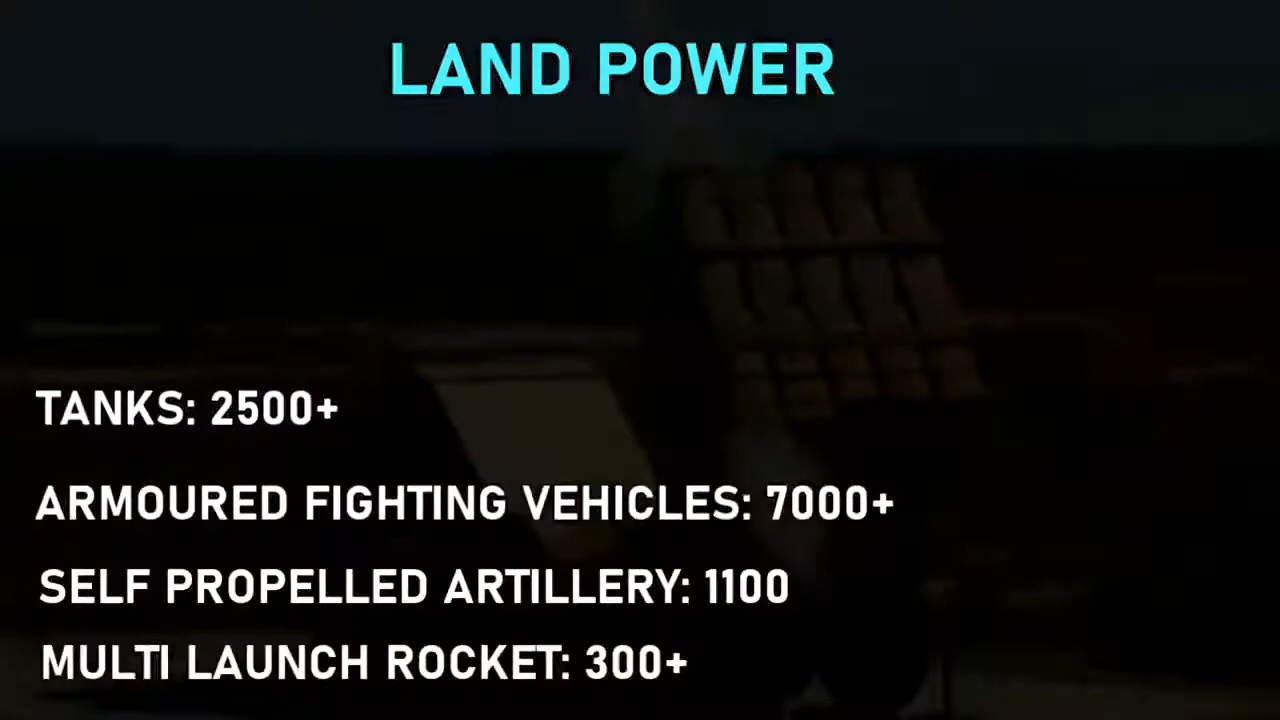 LAND POWER
TANKS: 2500+
ARMOURED FIGHTING VEHICLES: 7000+
SELF PROPELLED ARTILLERY: 1100
MULTI LAUNCH ROCKET: 300+